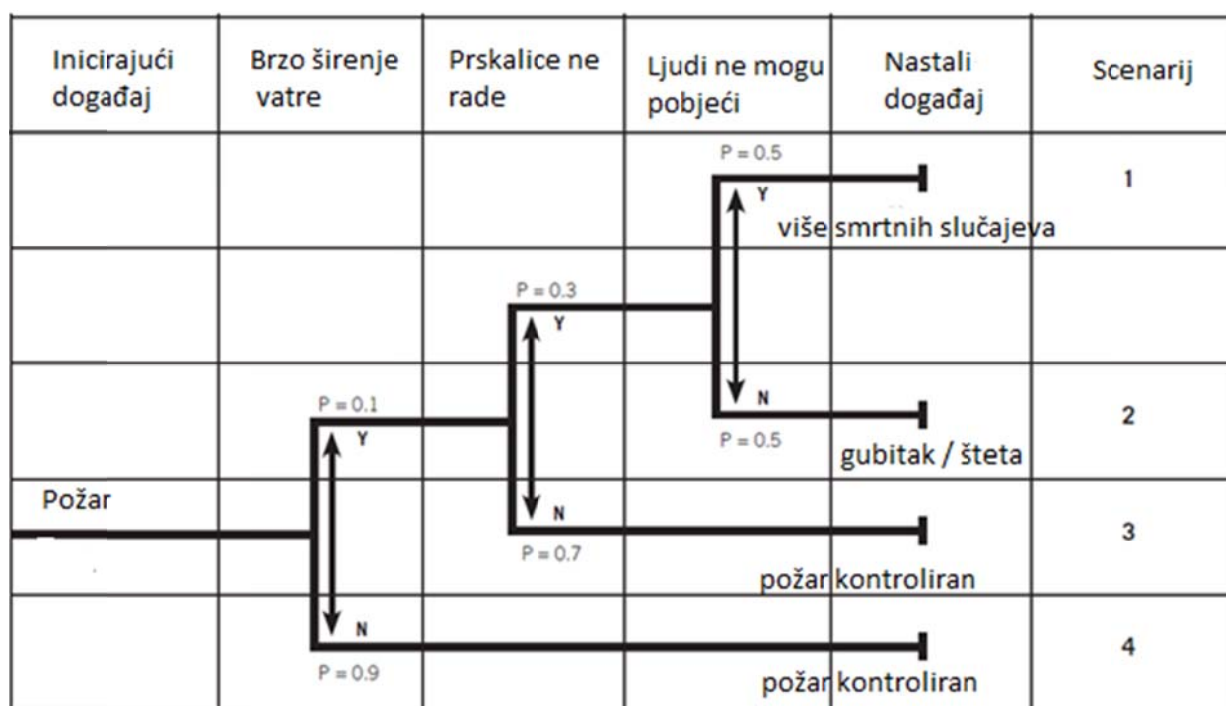 Inicirajući
događaj
Brzo širenje
vatre
Prskalice ne
rade
Ljudi ne mogu
pobjeći
Nastali
događaj
Scenarij
P = 0.5
Y
1
više smrtnih slučajeva
P = 0.3
Y
N
2
P = 0.5
gubitak / šteta
P = 0.1
Y
Požar
N
3
P = 0.7
požar kontroliran
N
4
P = 0.9
požar kontroliran